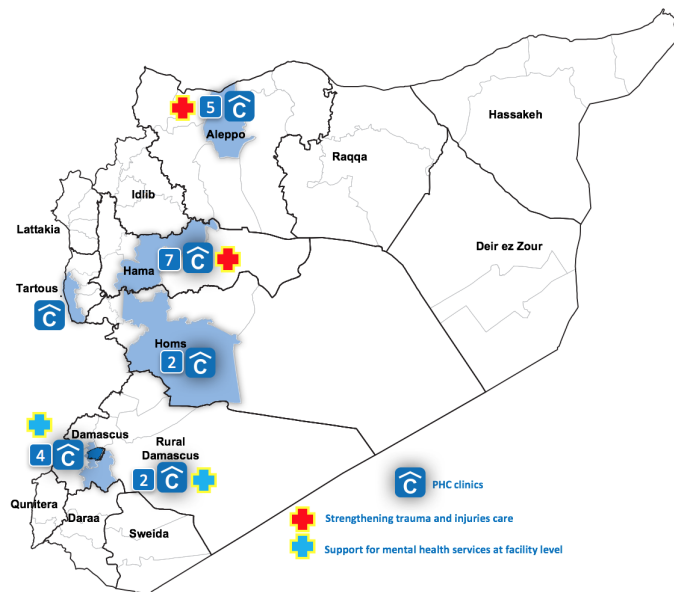 5 C
Aleppo
Hassakeh
Raqqa
Idlib
Lattakia
Deir ez Zour
7 C
Hama
Tartous
C
Homs
2 C
Damascus
4 C
Rural
Damascus
2 C
Qunitera
Daraa
Sweida
C PHC clinics
Strengthening trauma and injuries care
Support for mental health services at facility level